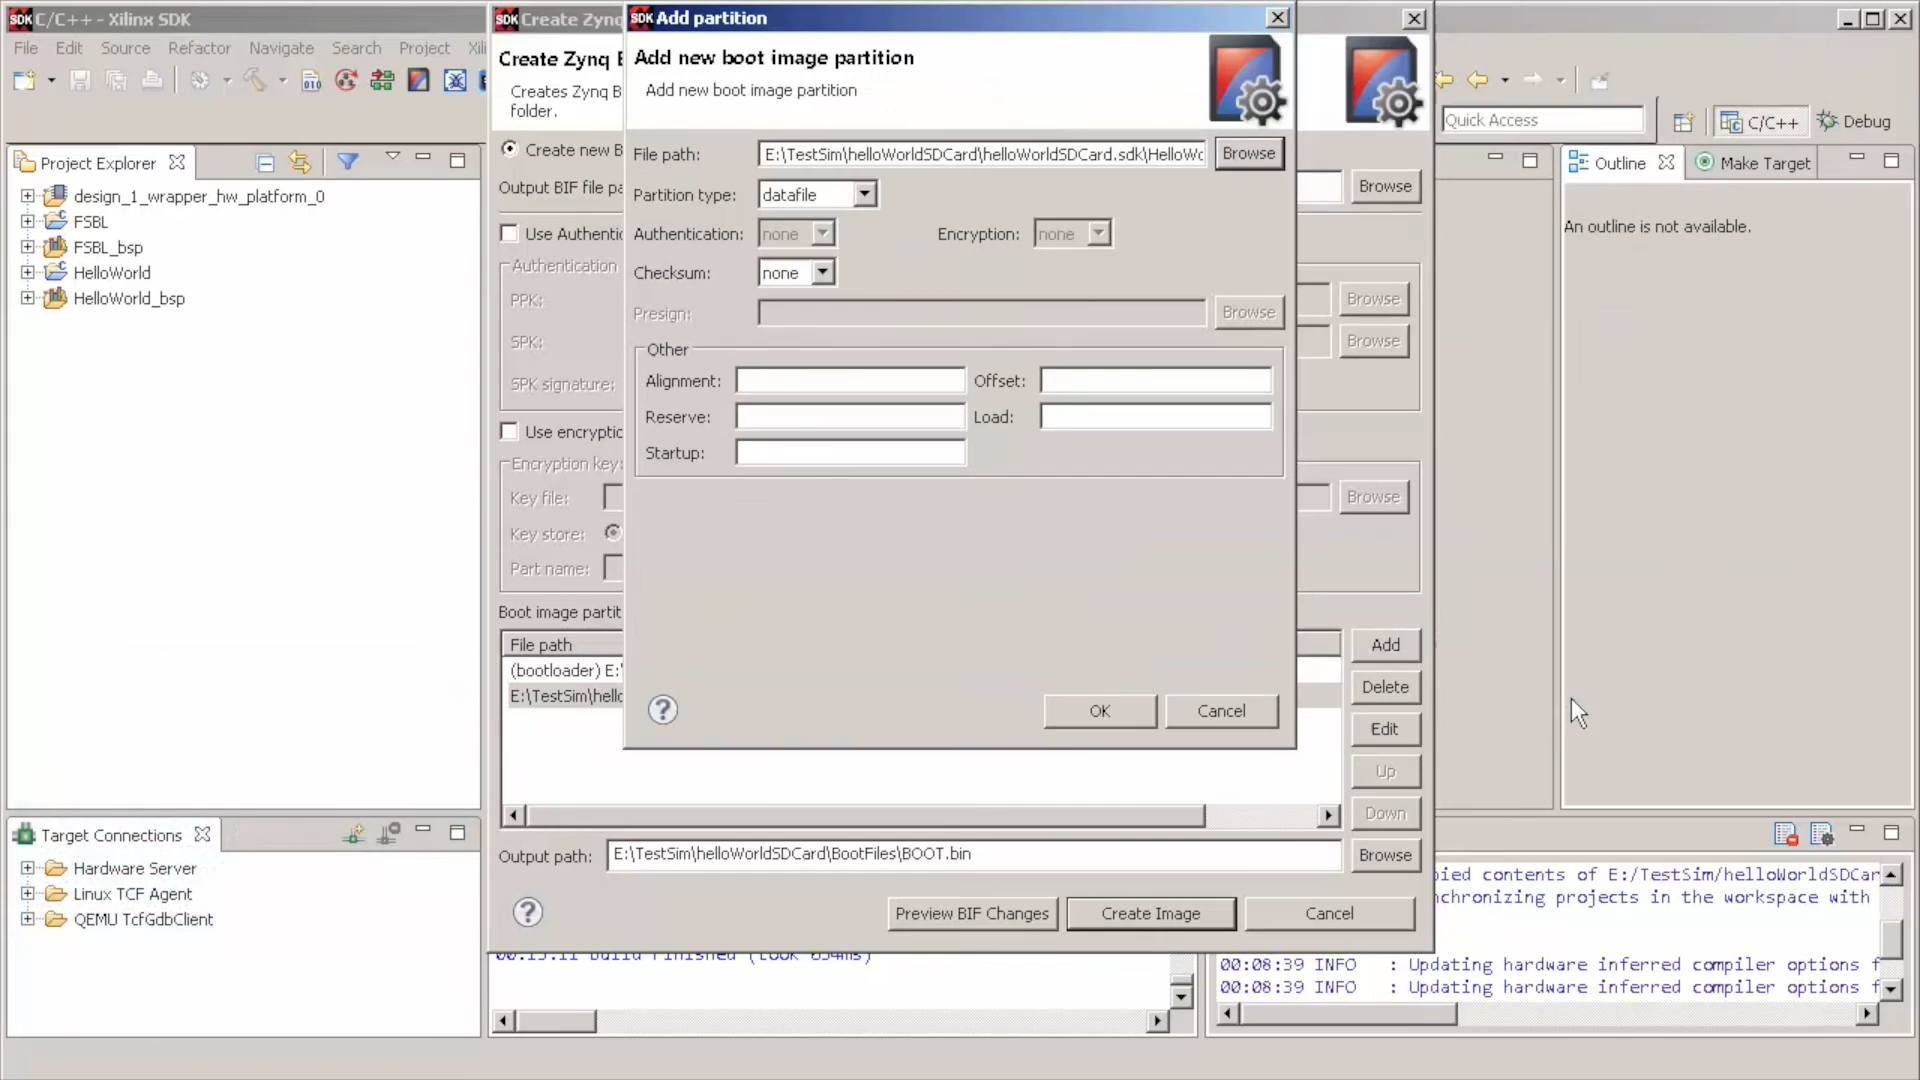 SDK C/C++ - Xilinx SDK
File Edit Source Refactor Navigate Search Project Xil
Quick Access
C/C++
Debug
Project Explorer
design_1_wrapper_hw_platform_0
FSBL
FSBL_bsp
HelloWorld
HelloWorld_bsp
Target Connections
Hardware Server
Linux TCF Agent
QEMU TcfGdbClient
SDK Create Zynq
Create Zynq B
Creates Zynq B
folder.
Create new B
Output BIF file pa
Browse
Use Authentic
Authentication
PPK:
Browse
SPK:
Browse
SPK signature:
Use encryptic
Encryption key:
Key file:
Browse
Key store:
Part name:
Boot image partit
File path
(bootloader) E:\
E:\TestSim\hello
Add
Delete
Edit
Up
Down
Output path: E:\TestSim\helloWorldSDCard\BootFiles\BOOT.bin
Browse
Preview BIF Changes
Create Image
Cancel
SDK Add partition
Add new boot image partition
Add new boot image partition
File path: E:\TestSim\helloWorldSDCard\helloWorldSDCard.sdk\HelloWo
Browse
Partition type: datafile
Authentication: none Encryption: none
Checksum: none
Presign: Browse
Other
Alignment: Offset:
Reserve: Load:
Startup:
OK
Cancel
Outline
Make Target
An outline is not available.
pied contents of E:/TestSim/helloWorldSDCar
nchronizing projects in the workspace with
00:08:39 INFO : Updating hardware inferred compiler options f
00:08:39 INFO : Updating hardware inferred compiler options f